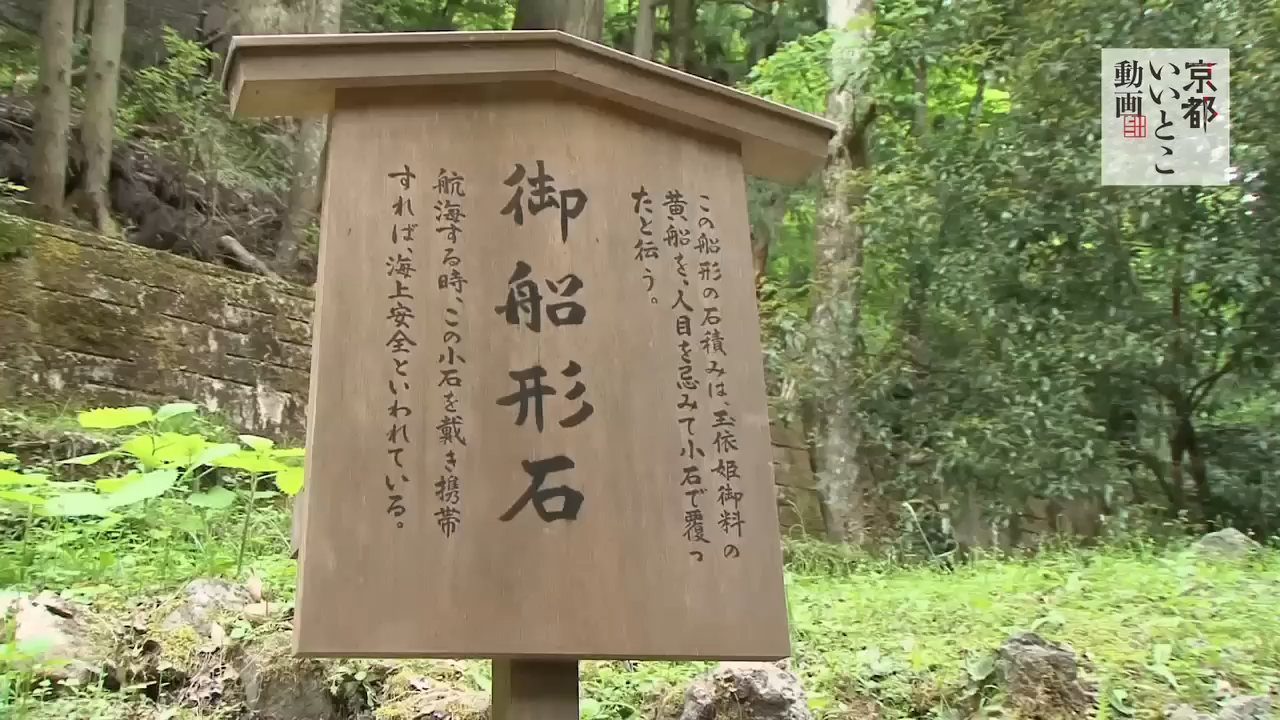 この船形の石積みは、玉依姫御料の
黄船を、人目を忌みて小石で覆っ
たと伝う。
御船形石
航海する時、この小石を戴き携帯
すれば、海上安全といわれている。
京都
いいとこ
動画